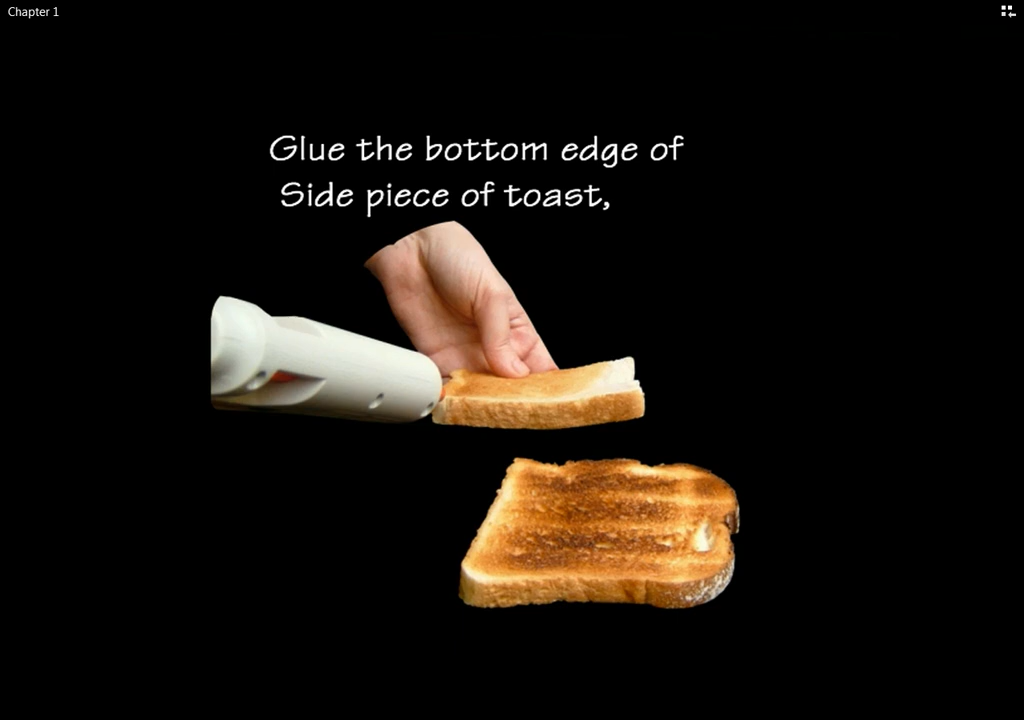 Chapter 1
Glue the bottom edge of
Side piece of toast,